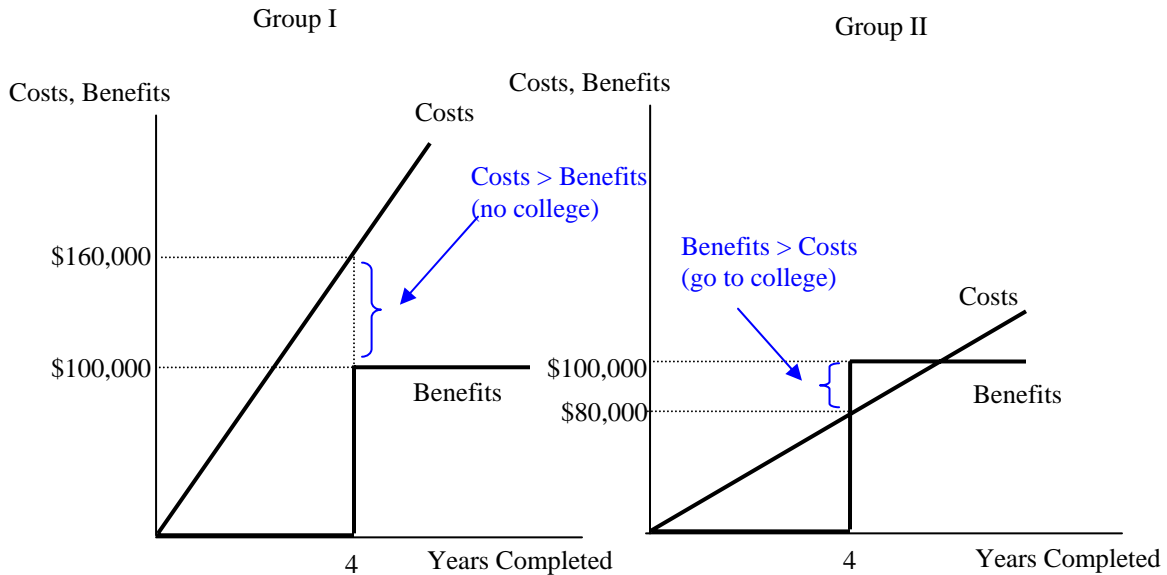 Group I
Costs, Benefits
Costs
Costs > Benefits
(no college)
$160,000
$100,000
Benefits
4
Years Completed
Group II
Costs, Benefits
Benefits > Costs
(go to college)
Costs
$100,000
$80,000
Benefits
4
Years Completed